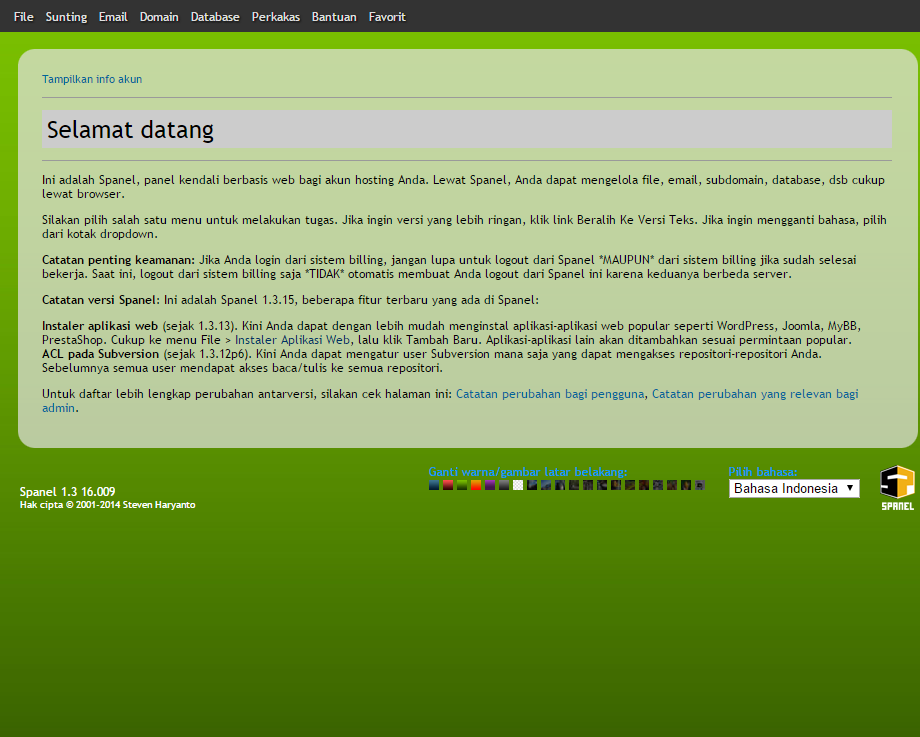 File Sunting Email Domain Database Perkakas Bantuan Favorit
Tampilkan info akun
Selamat datang
Ini adalah Spanel, panel kendali berbasis web bagi akun hosting Anda. Lewat Spanel, Anda dapat mengelola file, email, subdomain, database, dsb cukup
lewat browser.
Silakan pilih salah satu menu untuk melakukan tugas. Jika ingin versi yang lebih ringan, klik link Beralih Ke Versi Teks. Jika ingin mengganti bahasa, pilih
dari kotak dropdown.
Catatan penting keamanan: Jika Anda login dari sistem billing, jangan lupa untuk logout dari Spanel *MAUPUN* dari sistem billing jika sudah selesai
bekerja. Saat ini, logout dari sistem billing saja *TIDAK* otomatis membuat Anda logout dari Spanel ini karena keduanya berbeda server.
Catatan versi Spanel: Ini adalah Spanel 1.3.15, beberapa fitur terbaru yang ada di Spanel:
Instaler aplikasi web (sejak 1.3.13). Kini Anda dapat dengan lebih mudah menginstal aplikasi-aplikasi web popular seperti WordPress, Joomla, MyBB,
PrestaShop. Cukup ke menu File > Instaler Aplikasi Web, lalu klik Tambah Baru. Aplikasi-aplikasi lain akan ditambahkan sesuai permintaan popular.
ACL pada Subversion (sejak 1.3.12p6). Kini Anda dapat mengatur user Subversion mana saja yang dapat mengakses repositori-repositori Anda.
Sebelumnya semua user mendapat akses baca/tulis ke semua repositori.
Untuk daftar lebih lengkap perubahan antarversi, silakan cek halaman ini: Catatan perubahan bagi pengguna, Catatan perubahan yang relevan bagi
admin.
Ganti warna/gambar latar belakang:
Pilih bahasa:
Bahasa Indonesia
Spanel 1.3 16.009
Hak cipta © 2001-2014 Steven Haryanto
SPANEL